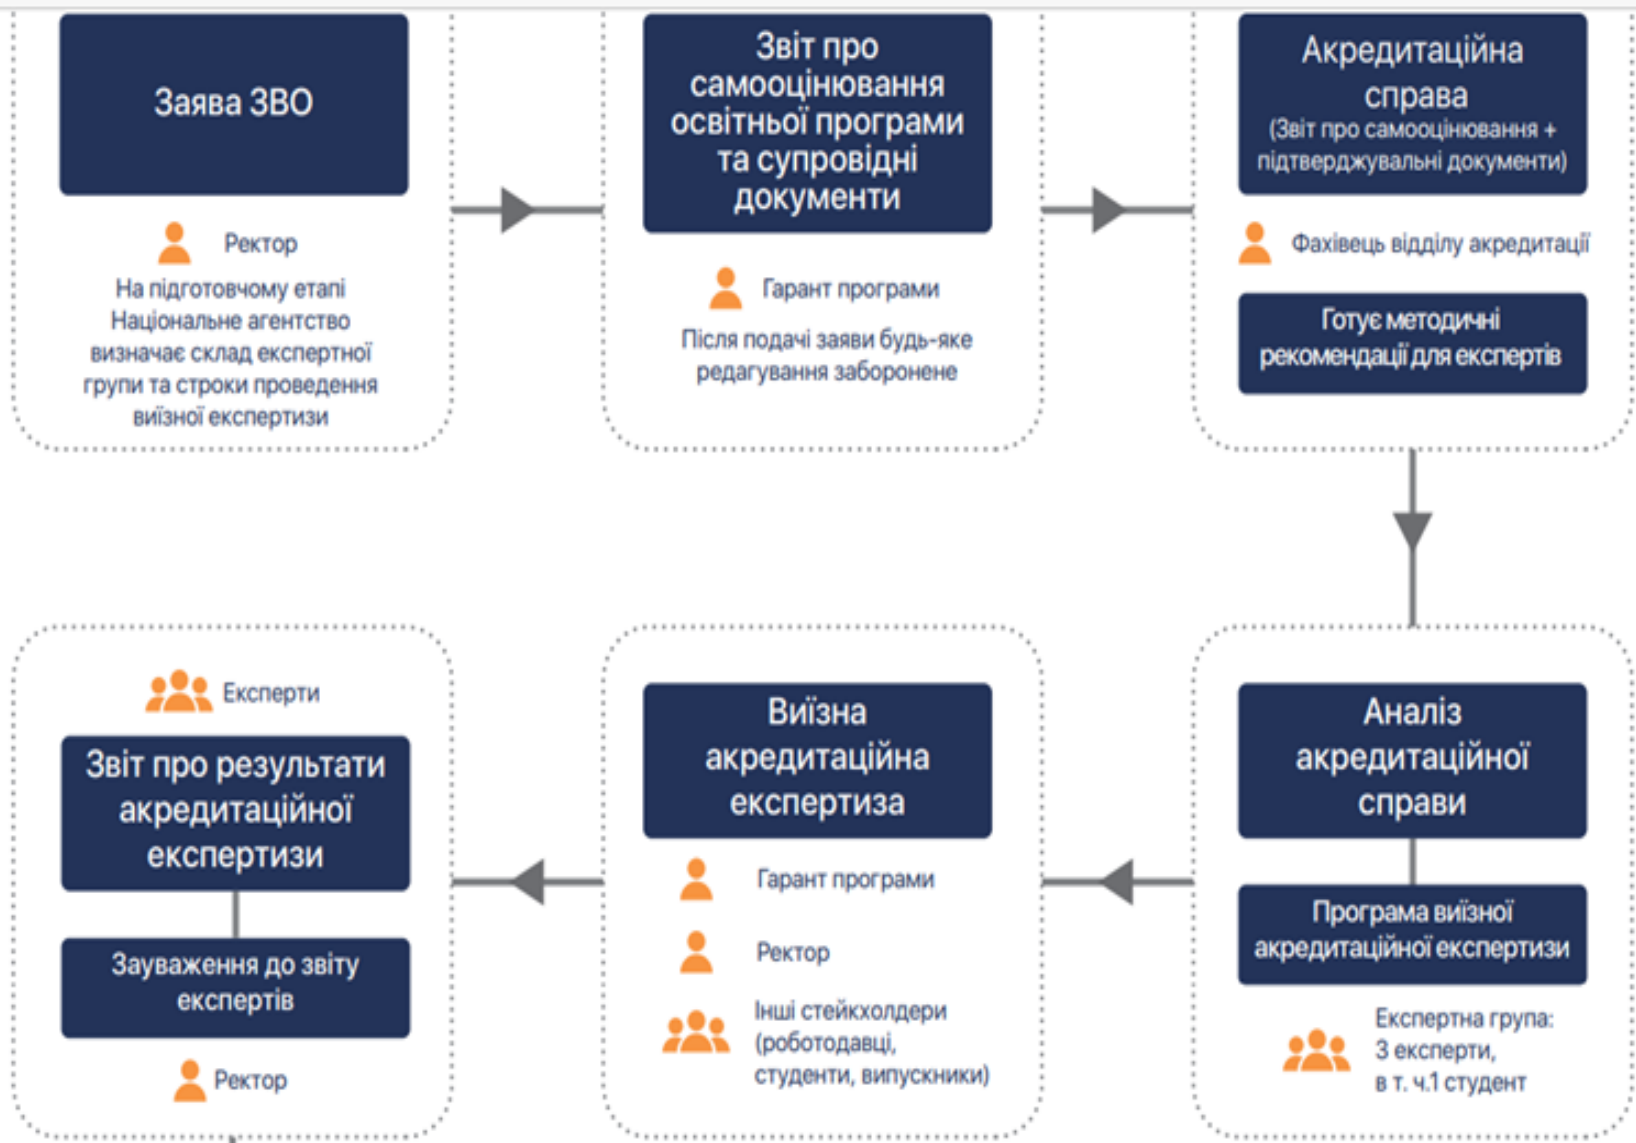 Заява ЗВО
Ректор
На підготовчому етапі
Національне агентство
визначає склад експертної
групи та строки проведення
виїзної експертизи
Звіт про
самооцінювання
освітньої програми
та супровідні
документи
Гарант програми
Після подачі заяви будь-яке
редагування заборонене
Акредитаційна
справа
(Звіт про самооцінювання +
підтверджувальні документи)
Фахівець відділу акредитації
Готує методичні
рекомендації для експертів
Аналіз
акредитаційної
справи
Програма виїзної
акредитаційної експертизи
Експертна група:
3 експерти,
в т. ч.1 студент
Виїзна
акредитаційна
експертиза
Гарант програми
Ректор
Інші стейкхолдери
(роботодавці,
студенти, випускники)
Експерти
Звіт про результати
акредитаційної
експертизи
Зауваження до звіту
експертів
Ректор